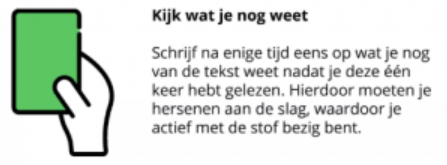 Kijk wat je nog weet
Schrijf na enige tijd eens op wat je nog
van de tekst weet nadat je deze één
keer hebt gelezen. Hierdoor moeten je
hersenen aan de slag, waardoor je
actief met de stof bezig bent.